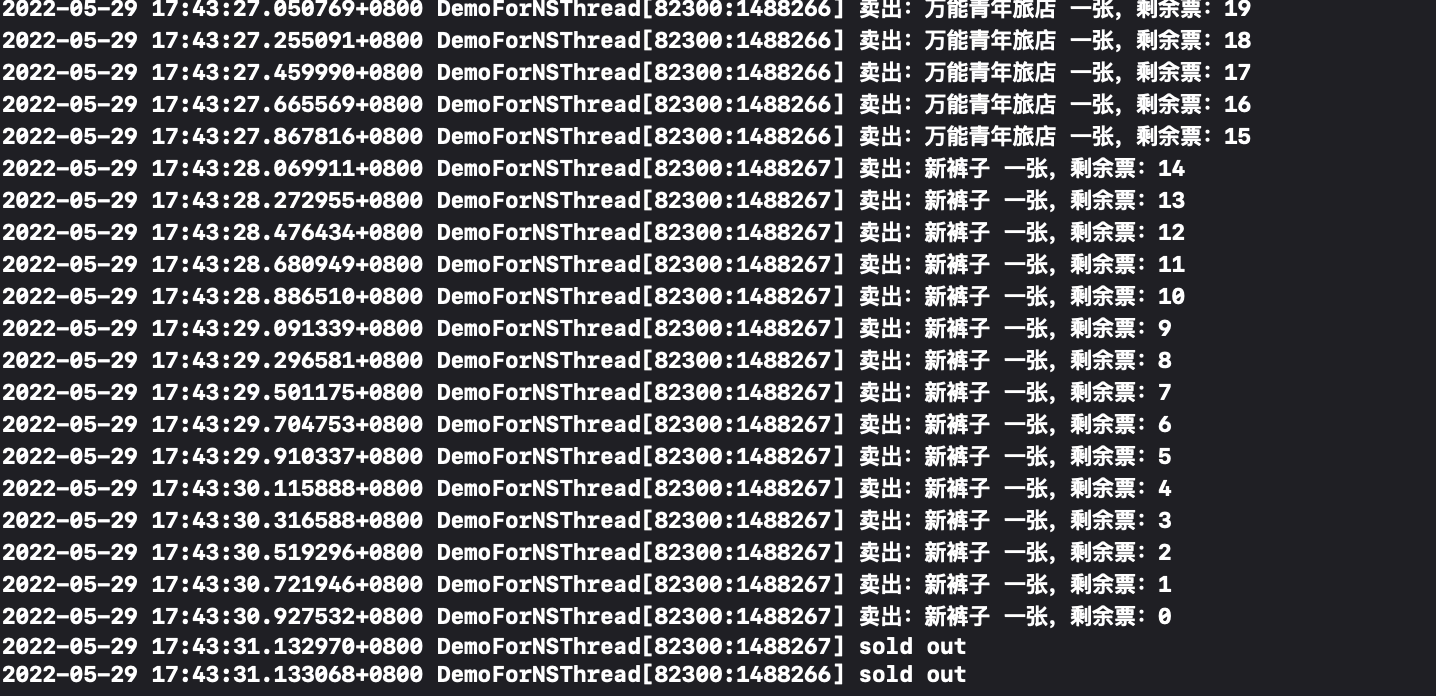 2022-05-29 17:43:27.050769+0800 DemoForNSThread[82300:1488266] 卖出：万能青年旅店 一张，剩余票：19
2022-05-29 17:43:27.255091+0800 DemoForNSThread[82300:1488266] 卖出：万能青年旅店 一张，剩余票：18
2022-05-29 17:43:27.459990+0800 DemoForNSThread[82300:1488266] 卖出：万能青年旅店 一张，剩余票：17
2022-05-29 17:43:27.665569+0800 DemoForNSThread[82300:1488266] 卖出：万能青年旅店 一张，剩余票：16
2022-05-29 17:43:27.867816+0800 DemoForNSThread[82300:1488266] 卖出：万能青年旅店 一张，剩余票：15
2022-05-29 17:43:28.069911+0800 DemoForNSThread[82300:1488267] 卖出：新裤子 一张，剩余票：14
2022-05-29 17:43:28.272955+0800 DemoForNSThread[82300:1488267] 卖出：新裤子 一张，剩余票：13
2022-05-29 17:43:28.476434+0800 DemoForNSThread[82300:1488267] 卖出：新裤子 一张，剩余票：12
2022-05-29 17:43:28.680949+0800 DemoForNSThread[82300:1488267] 卖出：新裤子 一张，剩余票：11
2022-05-29 17:43:28.886510+0800 DemoForNSThread[82300:1488267] 卖出：新裤子 一张，剩余票：10
2022-05-29 17:43:29.091339+0800 DemoForNSThread[82300:1488267] 卖出：新裤子 一张，剩余票：9
2022-05-29 17:43:29.296581+0800 DemoForNSThread[82300:1488267] 卖出：新裤子 一张，剩余票：8
2022-05-29 17:43:29.501175+0800 DemoForNSThread[82300:1488267] 卖出：新裤子 一张，剩余票：7
2022-05-29 17:43:29.704753+0800 DemoForNSThread[82300:1488267] 卖出：新裤子 一张，剩余票：6
2022-05-29 17:43:29.910337+0800 DemoForNSThread[82300:1488267] 卖出：新裤子 一张，剩余票：5
2022-05-29 17:43:30.115888+0800 DemoForNSThread[82300:1488267] 卖出：新裤子 一张，剩余票：4
2022-05-29 17:43:30.316588+0800 DemoForNSThread[82300:1488267] 卖出：新裤子 一张，剩余票：3
2022-05-29 17:43:30.519296+0800 DemoForNSThread[82300:1488267] 卖出：新裤子 一张，剩余票：2
2022-05-29 17:43:30.721946+0800 DemoForNSThread[82300:1488267] 卖出：新裤子 一张，剩余票：1
2022-05-29 17:43:30.927532+0800 DemoForNSThread[82300:1488267] 卖出：新裤子 一张，剩余票：0
2022-05-29 17:43:31.132970+0800 DemoForNSThread[82300:1488267] sold out
2022-05-29 17:43:31.133068+0800 DemoForNSThread[82300:1488266] sold out